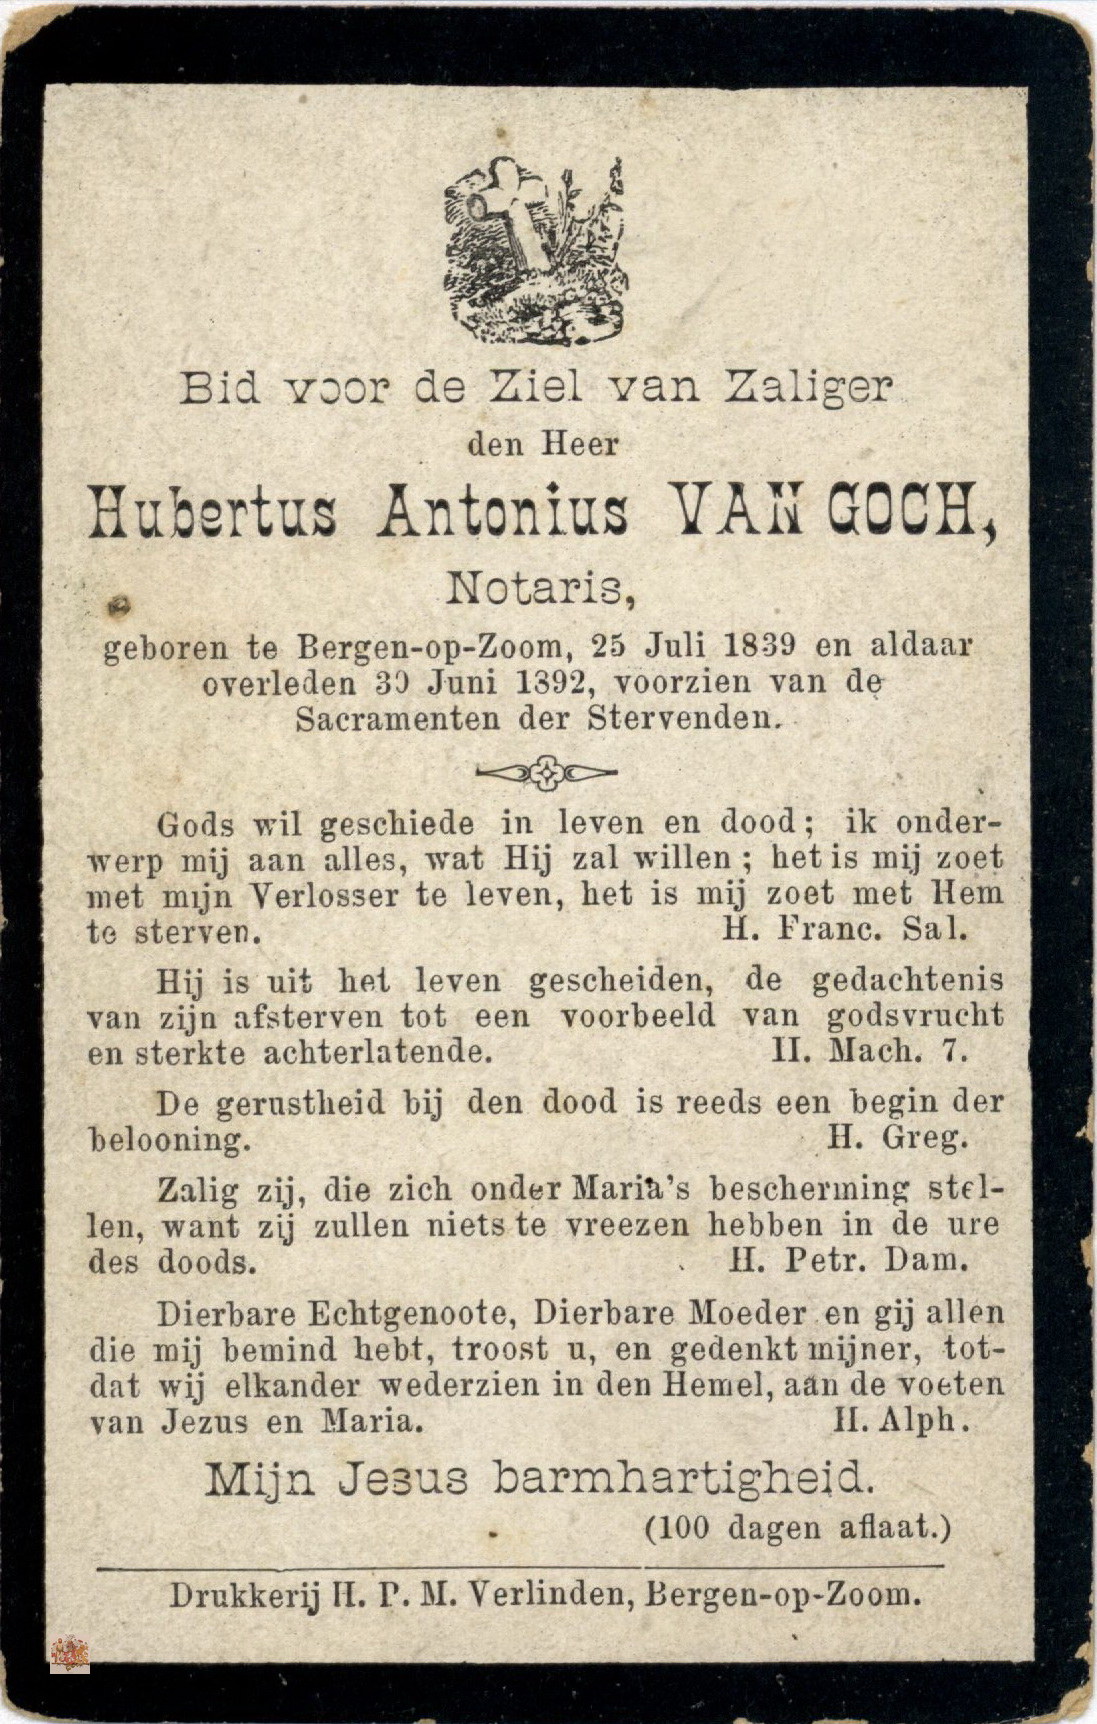 Bid voor de Ziel van Zaliger
den Heer
Hubertus Antonius VAN GOCH,
Notaris,
geboren te Bergen-op-Zoom, 25 Juli 1839 en aldaar
overleden 30 Juni 1892, voorzien van de
Sacramenten der Stervenden.
Gods wil geschiede in leven en dood; ik onder-
werp mij aan alles, wat Hij zal willen; het is mij zoet
met mijn Verlosser te leven, het is mij zoet met Hem
te sterven. H. Franc. Sal.
Hij is uit het leven gescheiden, de gedachtenis
van zijn afsterven tot een voorbeeld van godsvrucht
en sterkte achterlatende. II. Mach. 7.
De gerustheid bij den dood is reeds een begin der
belooning. H. Greg.
Zalig zij, die zich onder Maria's bescherming stel-
len, want zij zullen niets te vreezen hebben in de ure
des doods. H. Petr. Dam.
Dierbare Echtgenoote, Dierbare Moeder en gij allen
die mij bemind hebt, troost u, en gedenkt mijner, tot-
dat wij elkander wederzien in den Hemel, aan de voeten
van Jezus en Maria. H. Alph.
Mijn Jesus barmhartigheid.
(100 dagen aflaat.)
Drukkerij H. P. M. Verlinden, Bergen-op-Zoom.